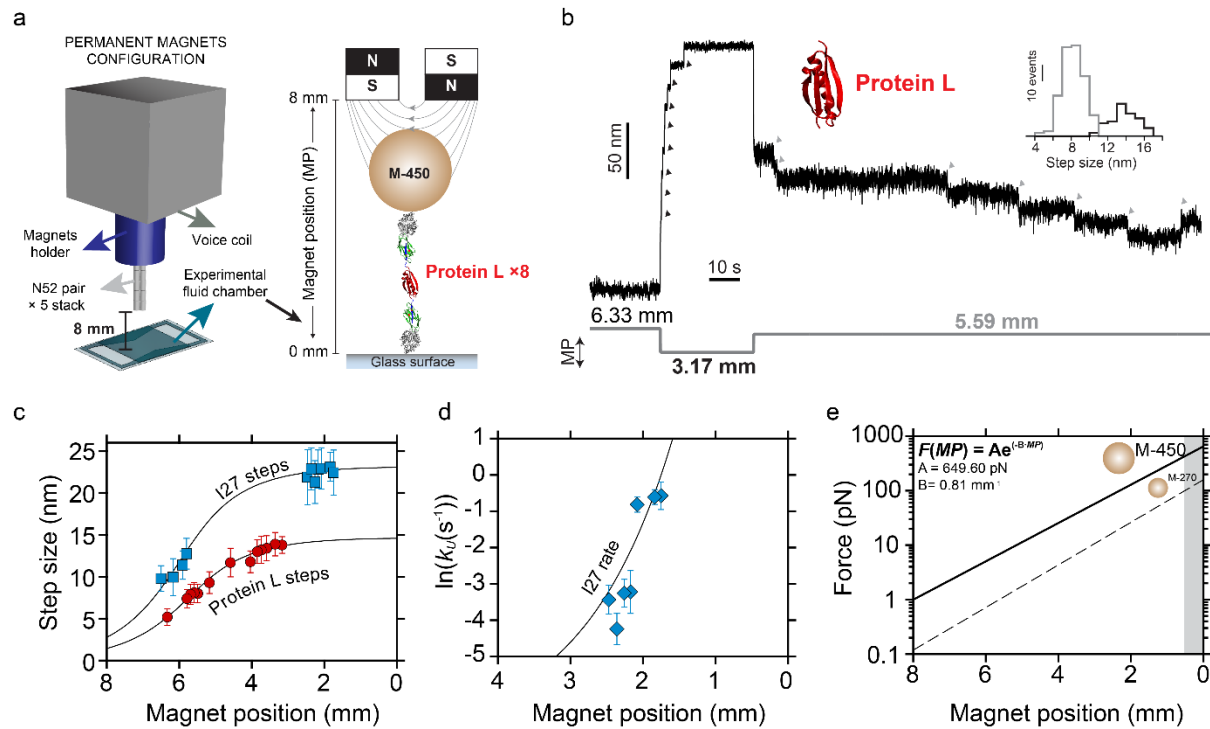 a
PERMANENT MAGNETS
CONFIGURATION
Magnets
holder
Voice coil
N52 pair
× 5 stack
Experimental
fluid chamber
8 mm
N
S
S
N
8 mm
Magnet position (MP)
0 mm
M-450
Protein L ×8
Glass surface
b
50 nm
Protein L
10 events
4 8 12 16
Step size (nm)
10 s
6.33 mm
5.59 mm
MP
3.17 mm
c
Step size (nm)
25
20
15
10
5
0
I27 steps
Protein L steps
8 6 4 2 0
Magnet position (mm)
d
ln(kU(s⁻¹))
1
0
-1
-2
-3
-4
-5
I27 rate
4 3 2 1 0
Magnet position (mm)
e
Force (pN)
1000
100
10
1
0.1
F(MP) = Ae(-B·MP)
A = 649.60 pN
B= 0.81 mm⁻¹
M-450
M-270
8 6 4 2 0
Magnet position (mm)